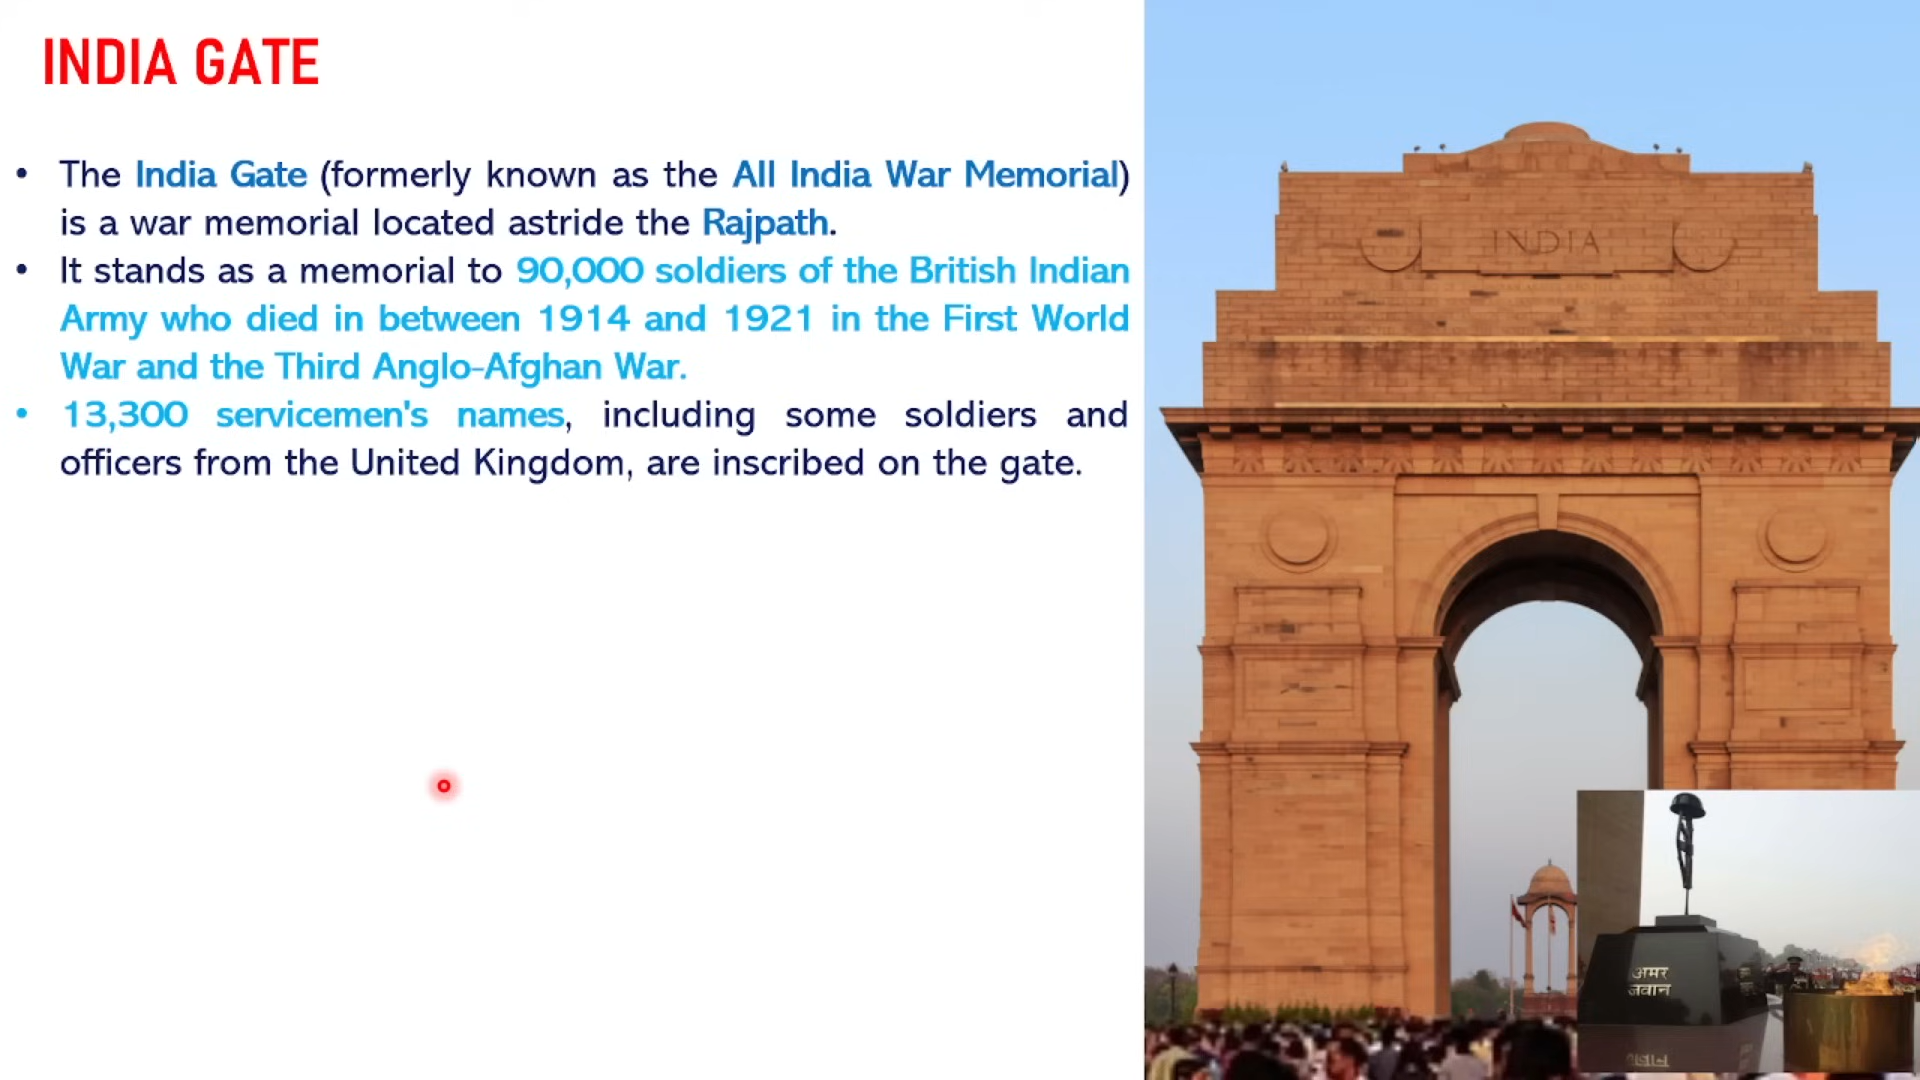 INDIA GATE
• The India Gate (formerly known as the All India War Memorial)
is a war memorial located astride the Rajpath.
• It stands as a memorial to 90,000 soldiers of the British Indian
Army who died in between 1914 and 1921 in the First World
War and the Third Anglo-Afghan War.
• 13,300 servicemen's names, including some soldiers and
officers from the United Kingdom, are inscribed on the gate.
INDIA
अमर
जवान